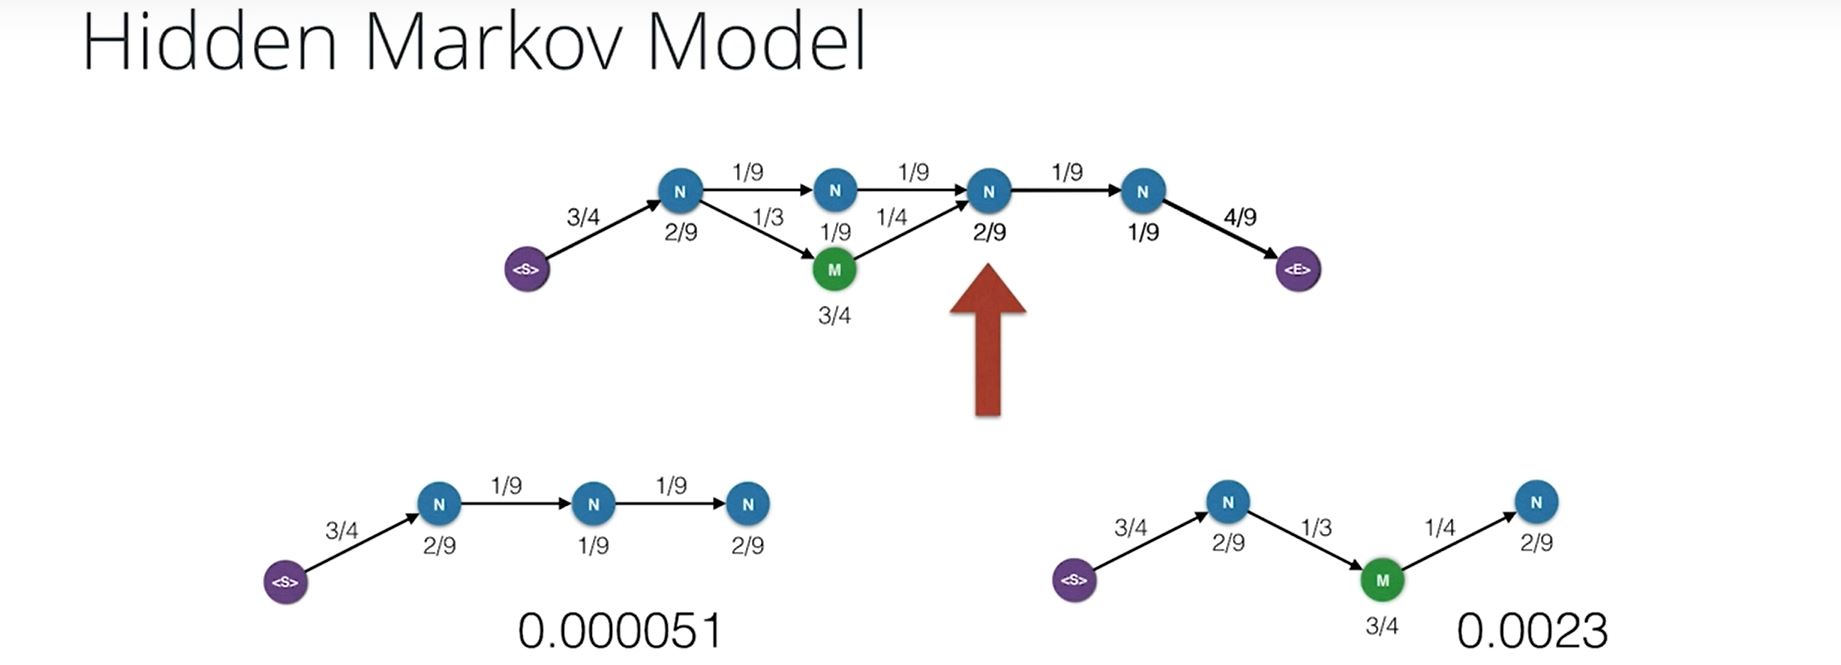 Hidden Markov Model
1/9 1/9 1/9
N N N N
3/4 1/3 1/4 4/9
2/9 1/9 2/9 1/9
<S> M <E>
3/4
1/9 1/9
N N N
3/4
2/9 1/9 2/9
<S>
0.000051
N N
3/4 1/3 1/4
2/9 2/9
<S> M
3/4 0.0023